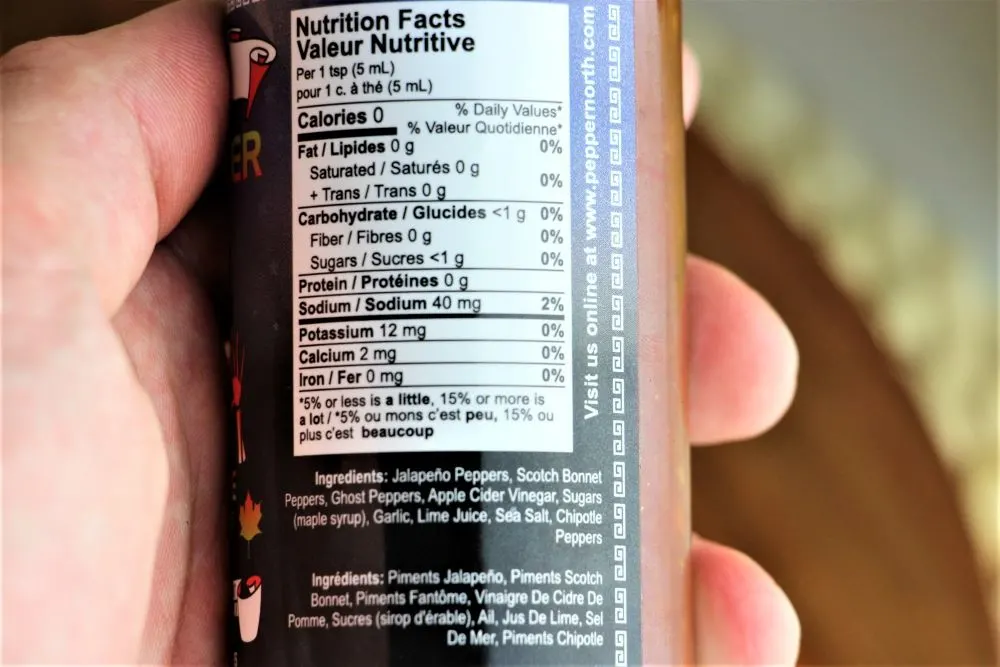 Nutrition Facts
Valeur Nutritive
Per 1 tsp (5 mL)
pour 1 c. à thé (5 mL)
Calories 0
% Daily Values*
% Valeur Quotidienne*
Fat / Lipides 0 g 0%
Saturated / Saturés 0 g
+ Trans / Trans 0 g 0%
Carbohydrate / Glucides <1 g 0%
Fiber / Fibres 0 g 0%
Sugars / Sucres <1 g 0%
Protein / Protéines 0 g
Sodium / Sodium 40 mg 2%
Potassium 12 mg 0%
Calcium 2 mg 0%
Iron / Fer 0 mg 0%
*5% or less is a little, 15% or more is
a lot / *5% ou mons c'est peu, 15% ou
plus c'est beaucoup
Ingredients: Jalapeño Peppers, Scotch Bonnet
Peppers, Ghost Peppers, Apple Cider Vinegar, Sugars
(maple syrup), Garlic, Lime Juice, Sea Salt, Chipotle
Peppers
Ingrédients: Piments Jalapeño, Piments Scotch
Bonnet, Piments Fantôme, Vinaigre De Cidre De
Pomme, Sucres (sirop d'érable), Ail, Jus De Lime, Sel
De Mer, Piments Chipotle
Visit us online at www.peppernorth.com
ER